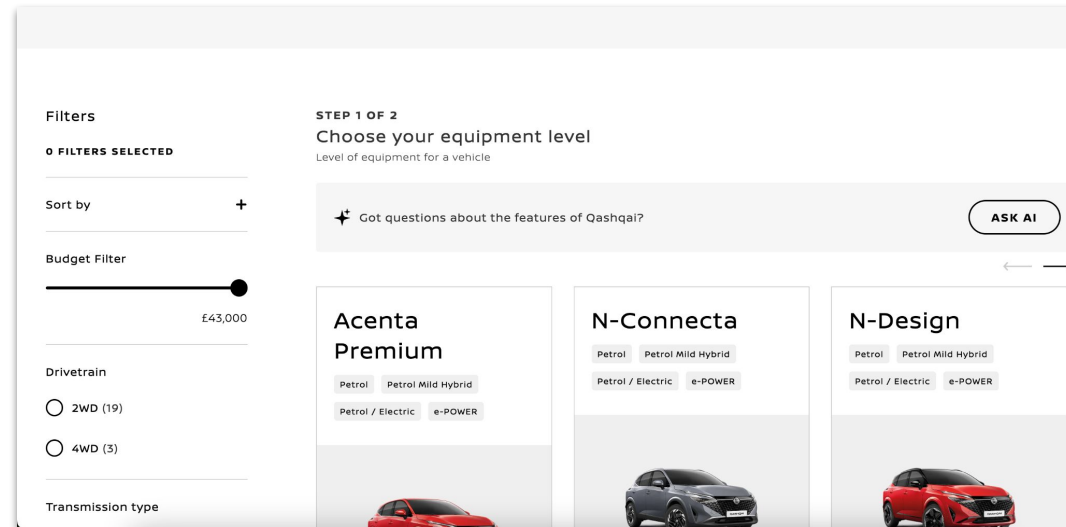 Filters
0 FILTERS SELECTED
Sort by
Budget Filter
£43,000
Drivetrain
2WD (19)
4WD (3)
Transmission type
STEP 1 OF 2
Choose your equipment level
Level of equipment for a vehicle
Got questions about the features of Qashqai?
ASK AI
Acenta
Premium
Petrol Petrol Mild Hybrid
Petrol / Electric e-POWER
N-Connecta
Petrol Petrol Mild Hybrid
Petrol / Electric e-POWER
N-Design
Petrol Petrol Mild Hybrid
Petrol / Electric e-POWER